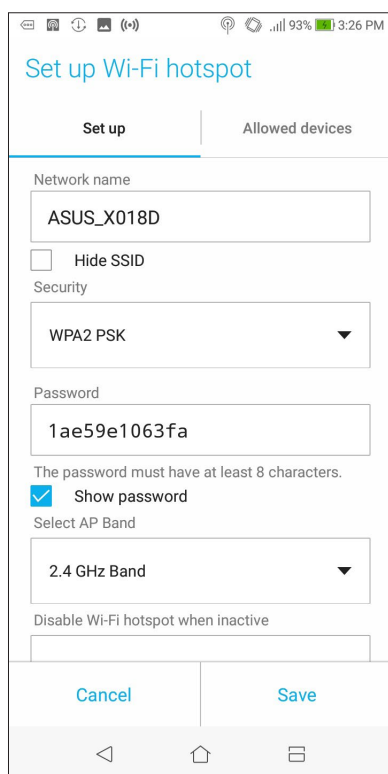 93% 3:26 PM
Set up Wi-Fi hotspot
Set up Allowed devices
Network name
ASUS_X018D
Hide SSID
Security
WPA2 PSK
Password
1ae59e1063fa
The password must have at least 8 characters.
Show password
Select AP Band
2.4 GHz Band
Disable Wi-Fi hotspot when inactive
Cancel Save